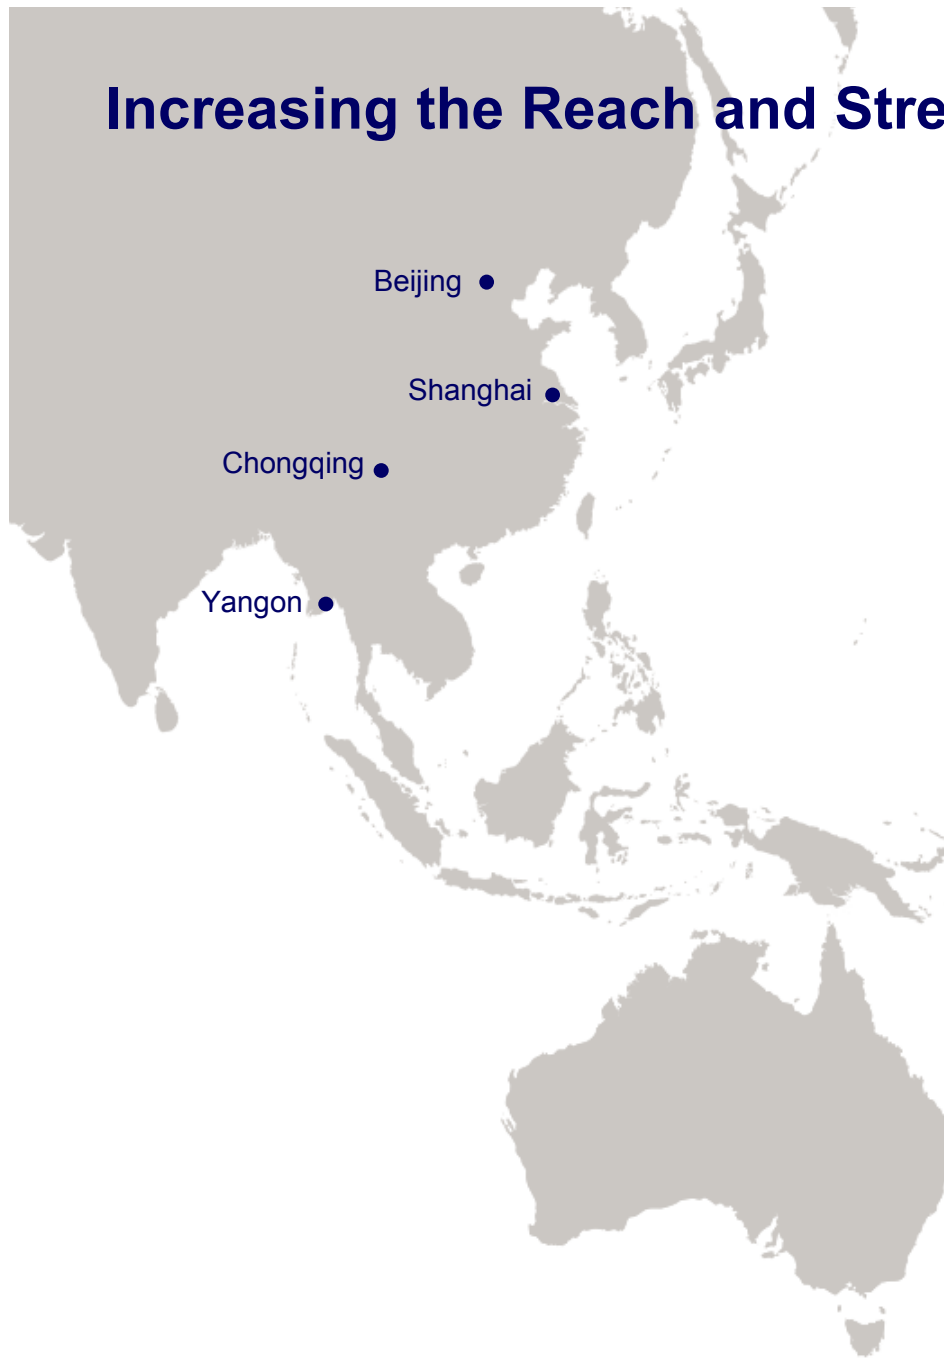 Increasing the Reach and Stre
Beijing
Shanghai
Chongqing
Yangon